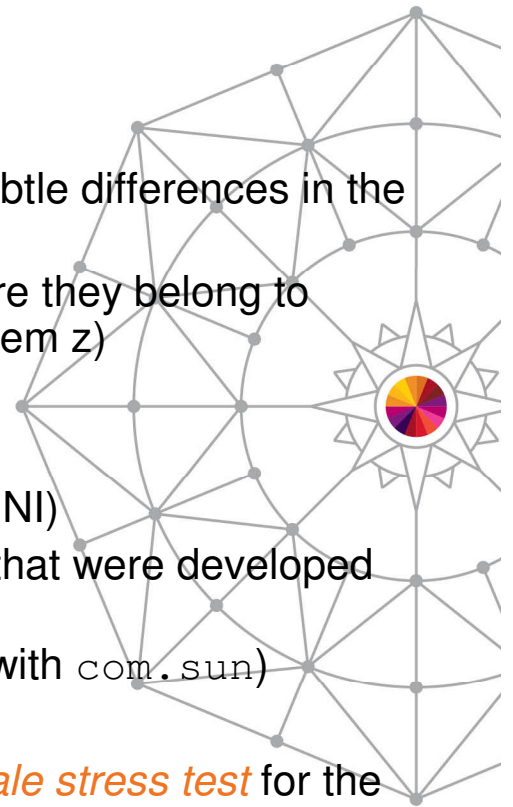 btle differences in the
re they belong to
em z)
NI)
that were developed
with com.sun)
ale stress test for the